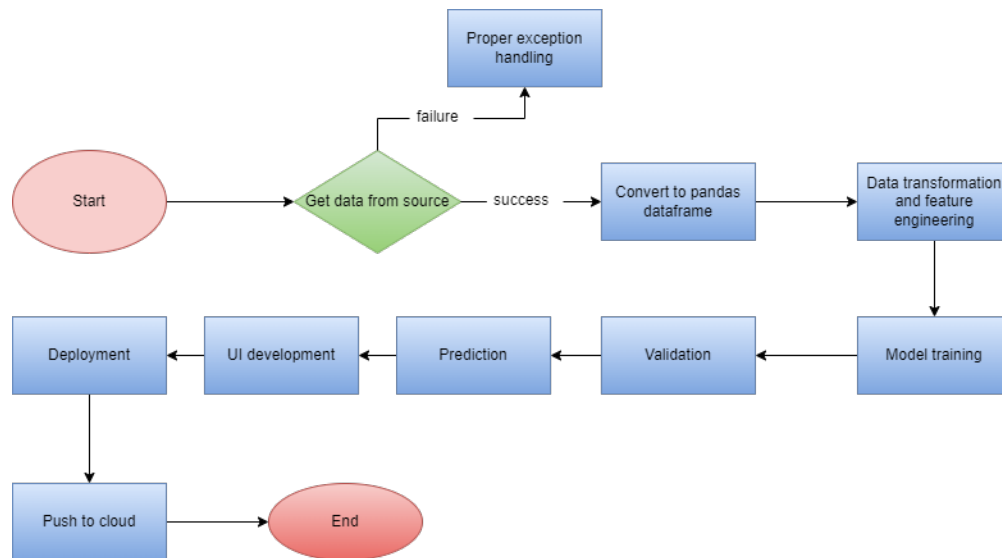 Proper exception
handling
failure
Start
Get data from source
success
Convert to pandas
dataframe
Data transformation
and feature
engineering
Deployment
UI development
Prediction
Validation
Model training
Push to cloud
End